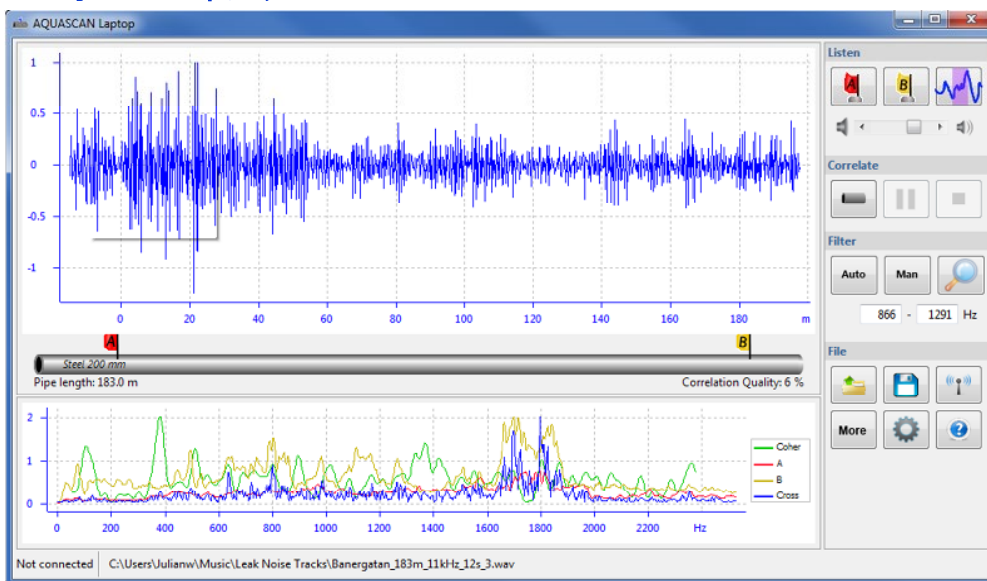 AQUASCAN Laptop
1
0.5
0
-0.5
-1
0 20 40 60 80 100 120 140 160 180 m
A B
Steel 200 mm
Pipe length: 183.0 m Correlation Quality: 6 %
2
1
0
0 200 400 600 800 1000 1200 1400 1600 1800 2000 2200 Hz
Coher
A
B
Cross
Listen
A B
Correlate
Filter
Auto Man
866 - 1291 Hz
File
More ?
Not connected C:\Users\Julianw\Music\Leak Noise Tracks\Banergatan_183m_11kHz_12s_3.wav